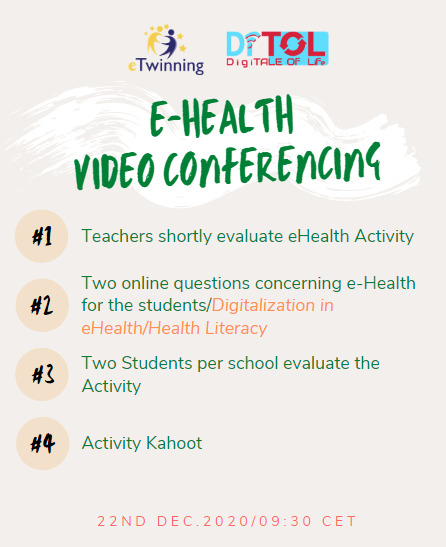 eTwinning
DiTOL
DigiTALE OF Life
E-HEALTH
VIDEO CONFERENCING
#1 Teachers shortly evaluate eHealth Activity
#2 Two online questions concerning e-Health
for the students/Digitalization in
eHealth/Health Literacy
#3 Two Students per school evaluate the
Activity
#4 Activity Kahoot
22ND DEC.2020/09:30 CET